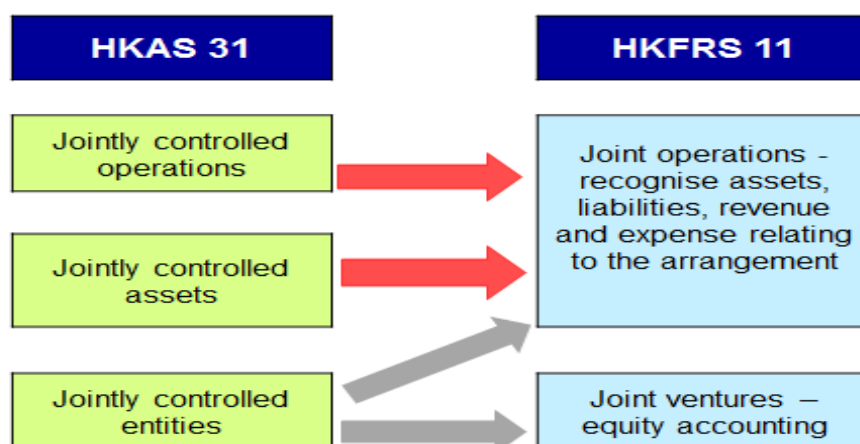 HKAS 31
HKFRS 11
Jointly controlled
operations
Joint operations -
recognise assets,
liabilities, revenue
and expense relating
to the arrangement
Jointly controlled
assets
Jointly controlled
entities
Joint ventures –
equity accounting